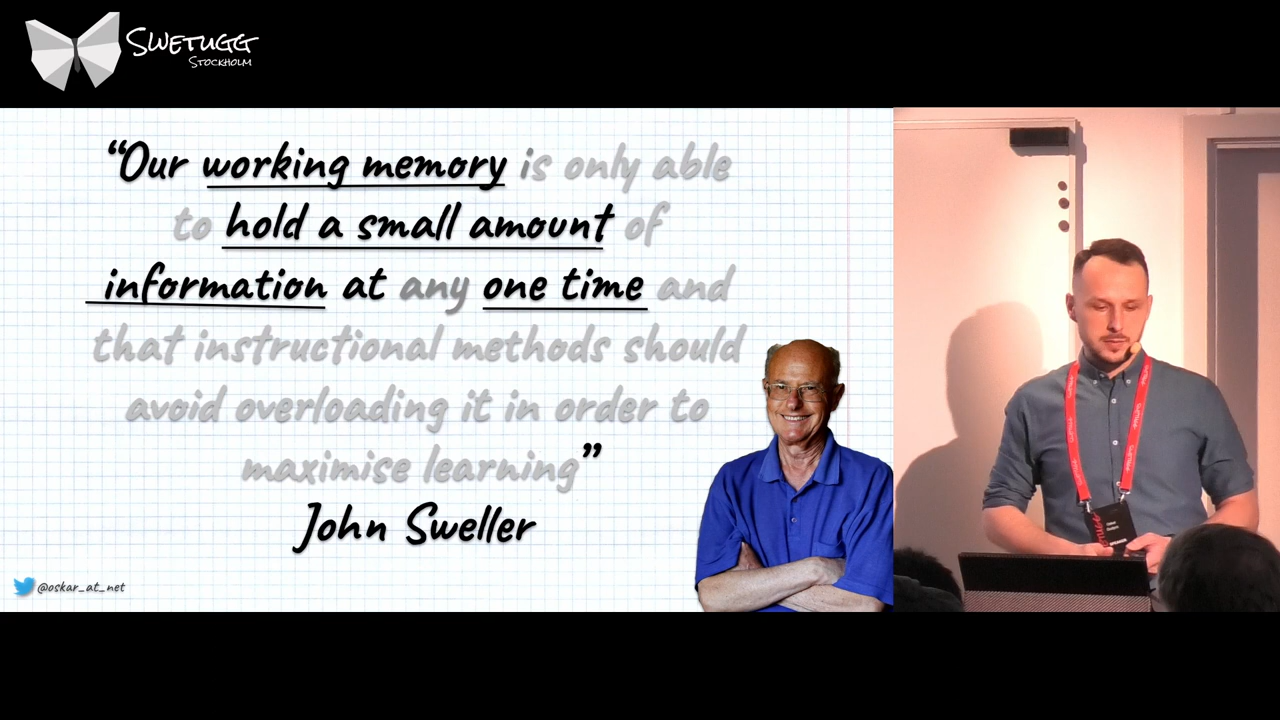 SWETUGG
STOCKHOLM
“Our working memory is only able
to hold a small amount of
information at any one time and
that instructional methods should
avoid overloading it in order to
maximise learning”
John Sweller
@oskar_at_net